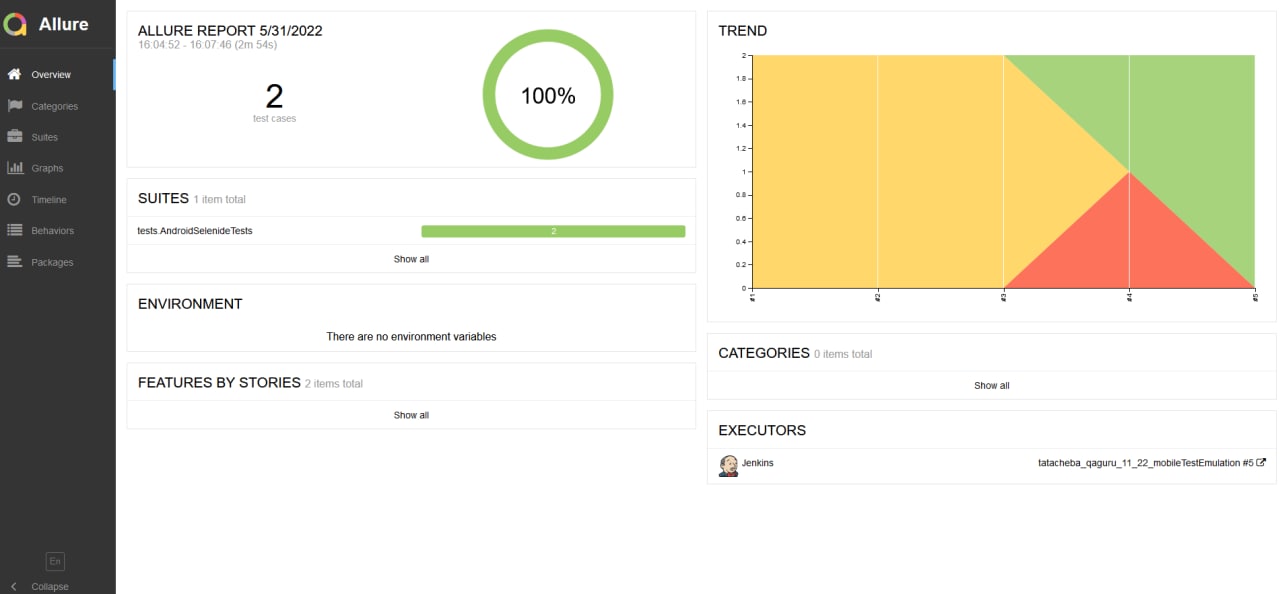 Allure
Overview
Categories
Suites
Graphs
Timeline
Behaviors
Packages
En
Collapse
ALLURE REPORT 5/31/2022
16:04:52 - 16:07:46 (2m 54s)
2
test cases
100%
SUITES 1 item total
tests.AndroidSelenideTests 2
Show all
ENVIRONMENT
There are no environment variables
FEATURES BY STORIES 2 items total
Show all
TREND
2
1.8
1.6
1.4
1.2
1
0.8
0.6
0.4
0.2
0
#1 #2 #3 #4 #5
CATEGORIES 0 items total
Show all
EXECUTORS
Jenkins tatacheba_qaguru_11_22_mobileTestEmulation #5